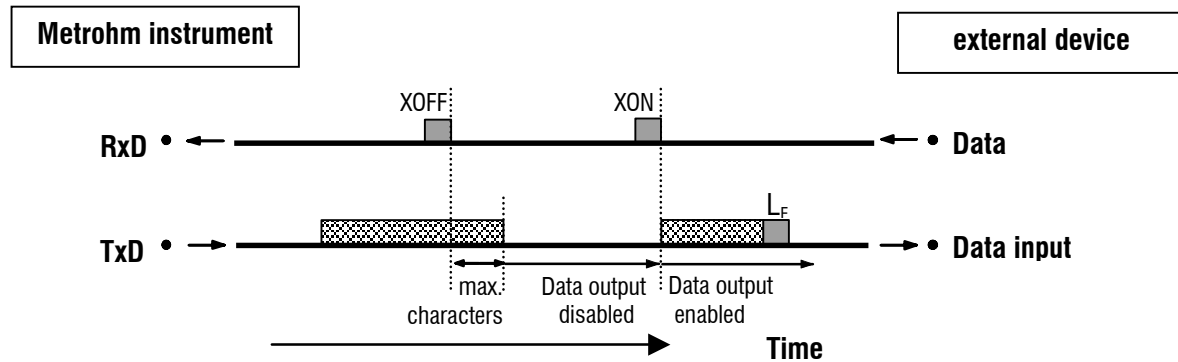 Metrohm instrument
external device
XOFF
XON
RxD
Data
LF
TxD
Data input
max.
characters
Data output
disabled
Data output
enabled
Time